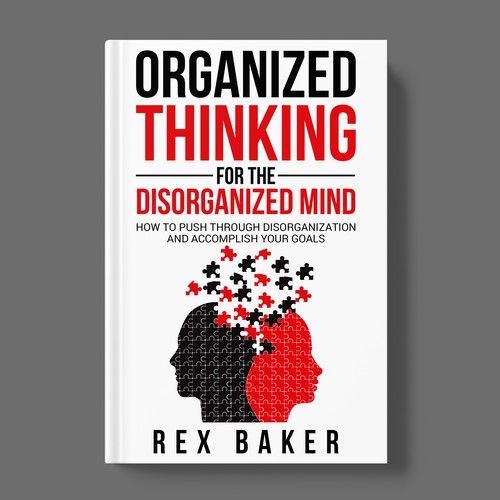 ORGANIZED
THINKING
FOR THE
DISORGANIZED MIND
HOW TO PUSH THROUGH DISORGANIZATION
AND ACCOMPLISH YOUR GOALS
REX BAKER